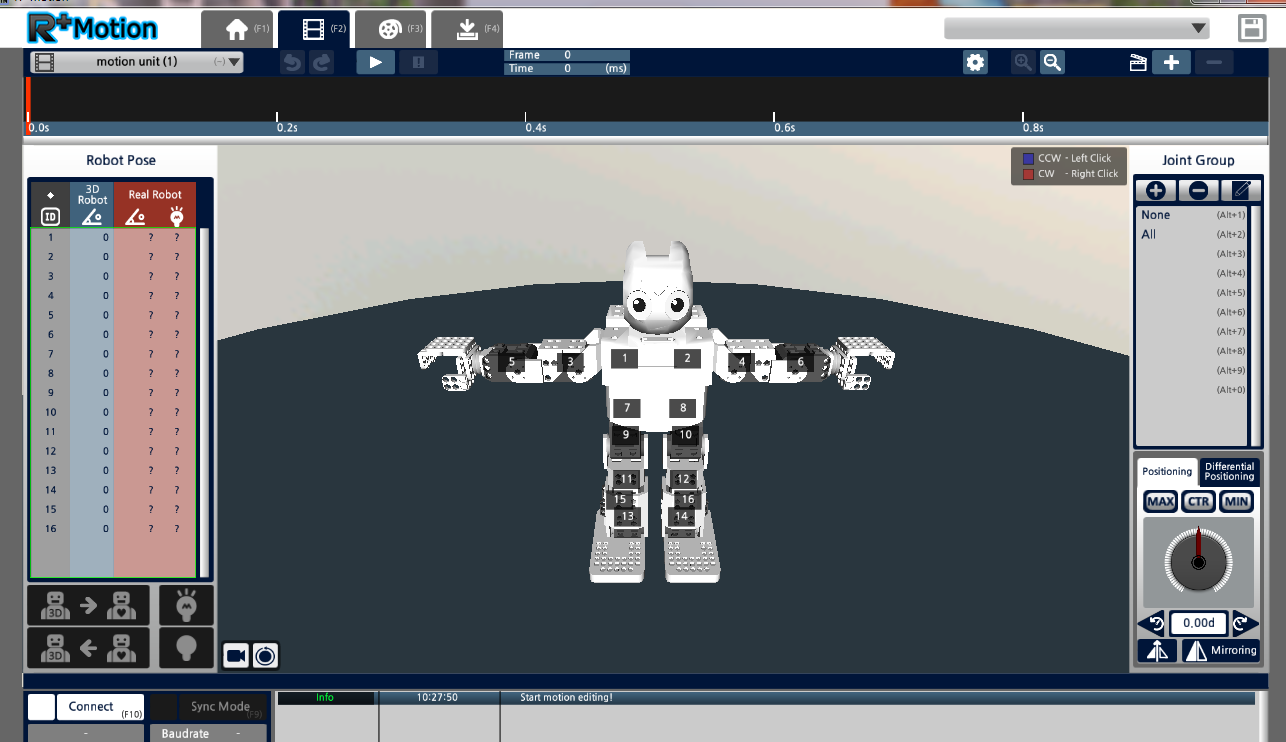 R+Motion
(F1)
(F2)
(F3)
(F4)
motion unit (1)
(--)
Frame 0
Time 0 (ms)
0.0s 0.2s 0.4s 0.6s 0.8s
Robot Pose
ID
3D Robot
Real Robot
1 0 ? ?
2 0 ? ?
3 0 ? ?
4 0 ? ?
5 0 ? ?
6 0 ? ?
7 0 ? ?
8 0 ? ?
9 0 ? ?
10 0 ? ?
11 0 ? ?
12 0 ? ?
13 0 ? ?
14 0 ? ?
15 0 ? ?
16 0 ? ?
3D
3D
CCW - Left Click
CW - Right Click
5 3 1 2 4 6
7 8
9 10
11 12
15 16
13 14
Joint Group
None (Alt+1)
All (Alt+2)
(Alt+3)
(Alt+4)
(Alt+5)
(Alt+6)
(Alt+7)
(Alt+8)
(Alt+9)
(Alt+0)
Positioning
Differential
Positioning
MAX CTR MIN
0.00d
Mirroring
Connect (F10)
Sync Mode (F9)
-
Baudrate -
Info 10:27:50 Start motion editing!